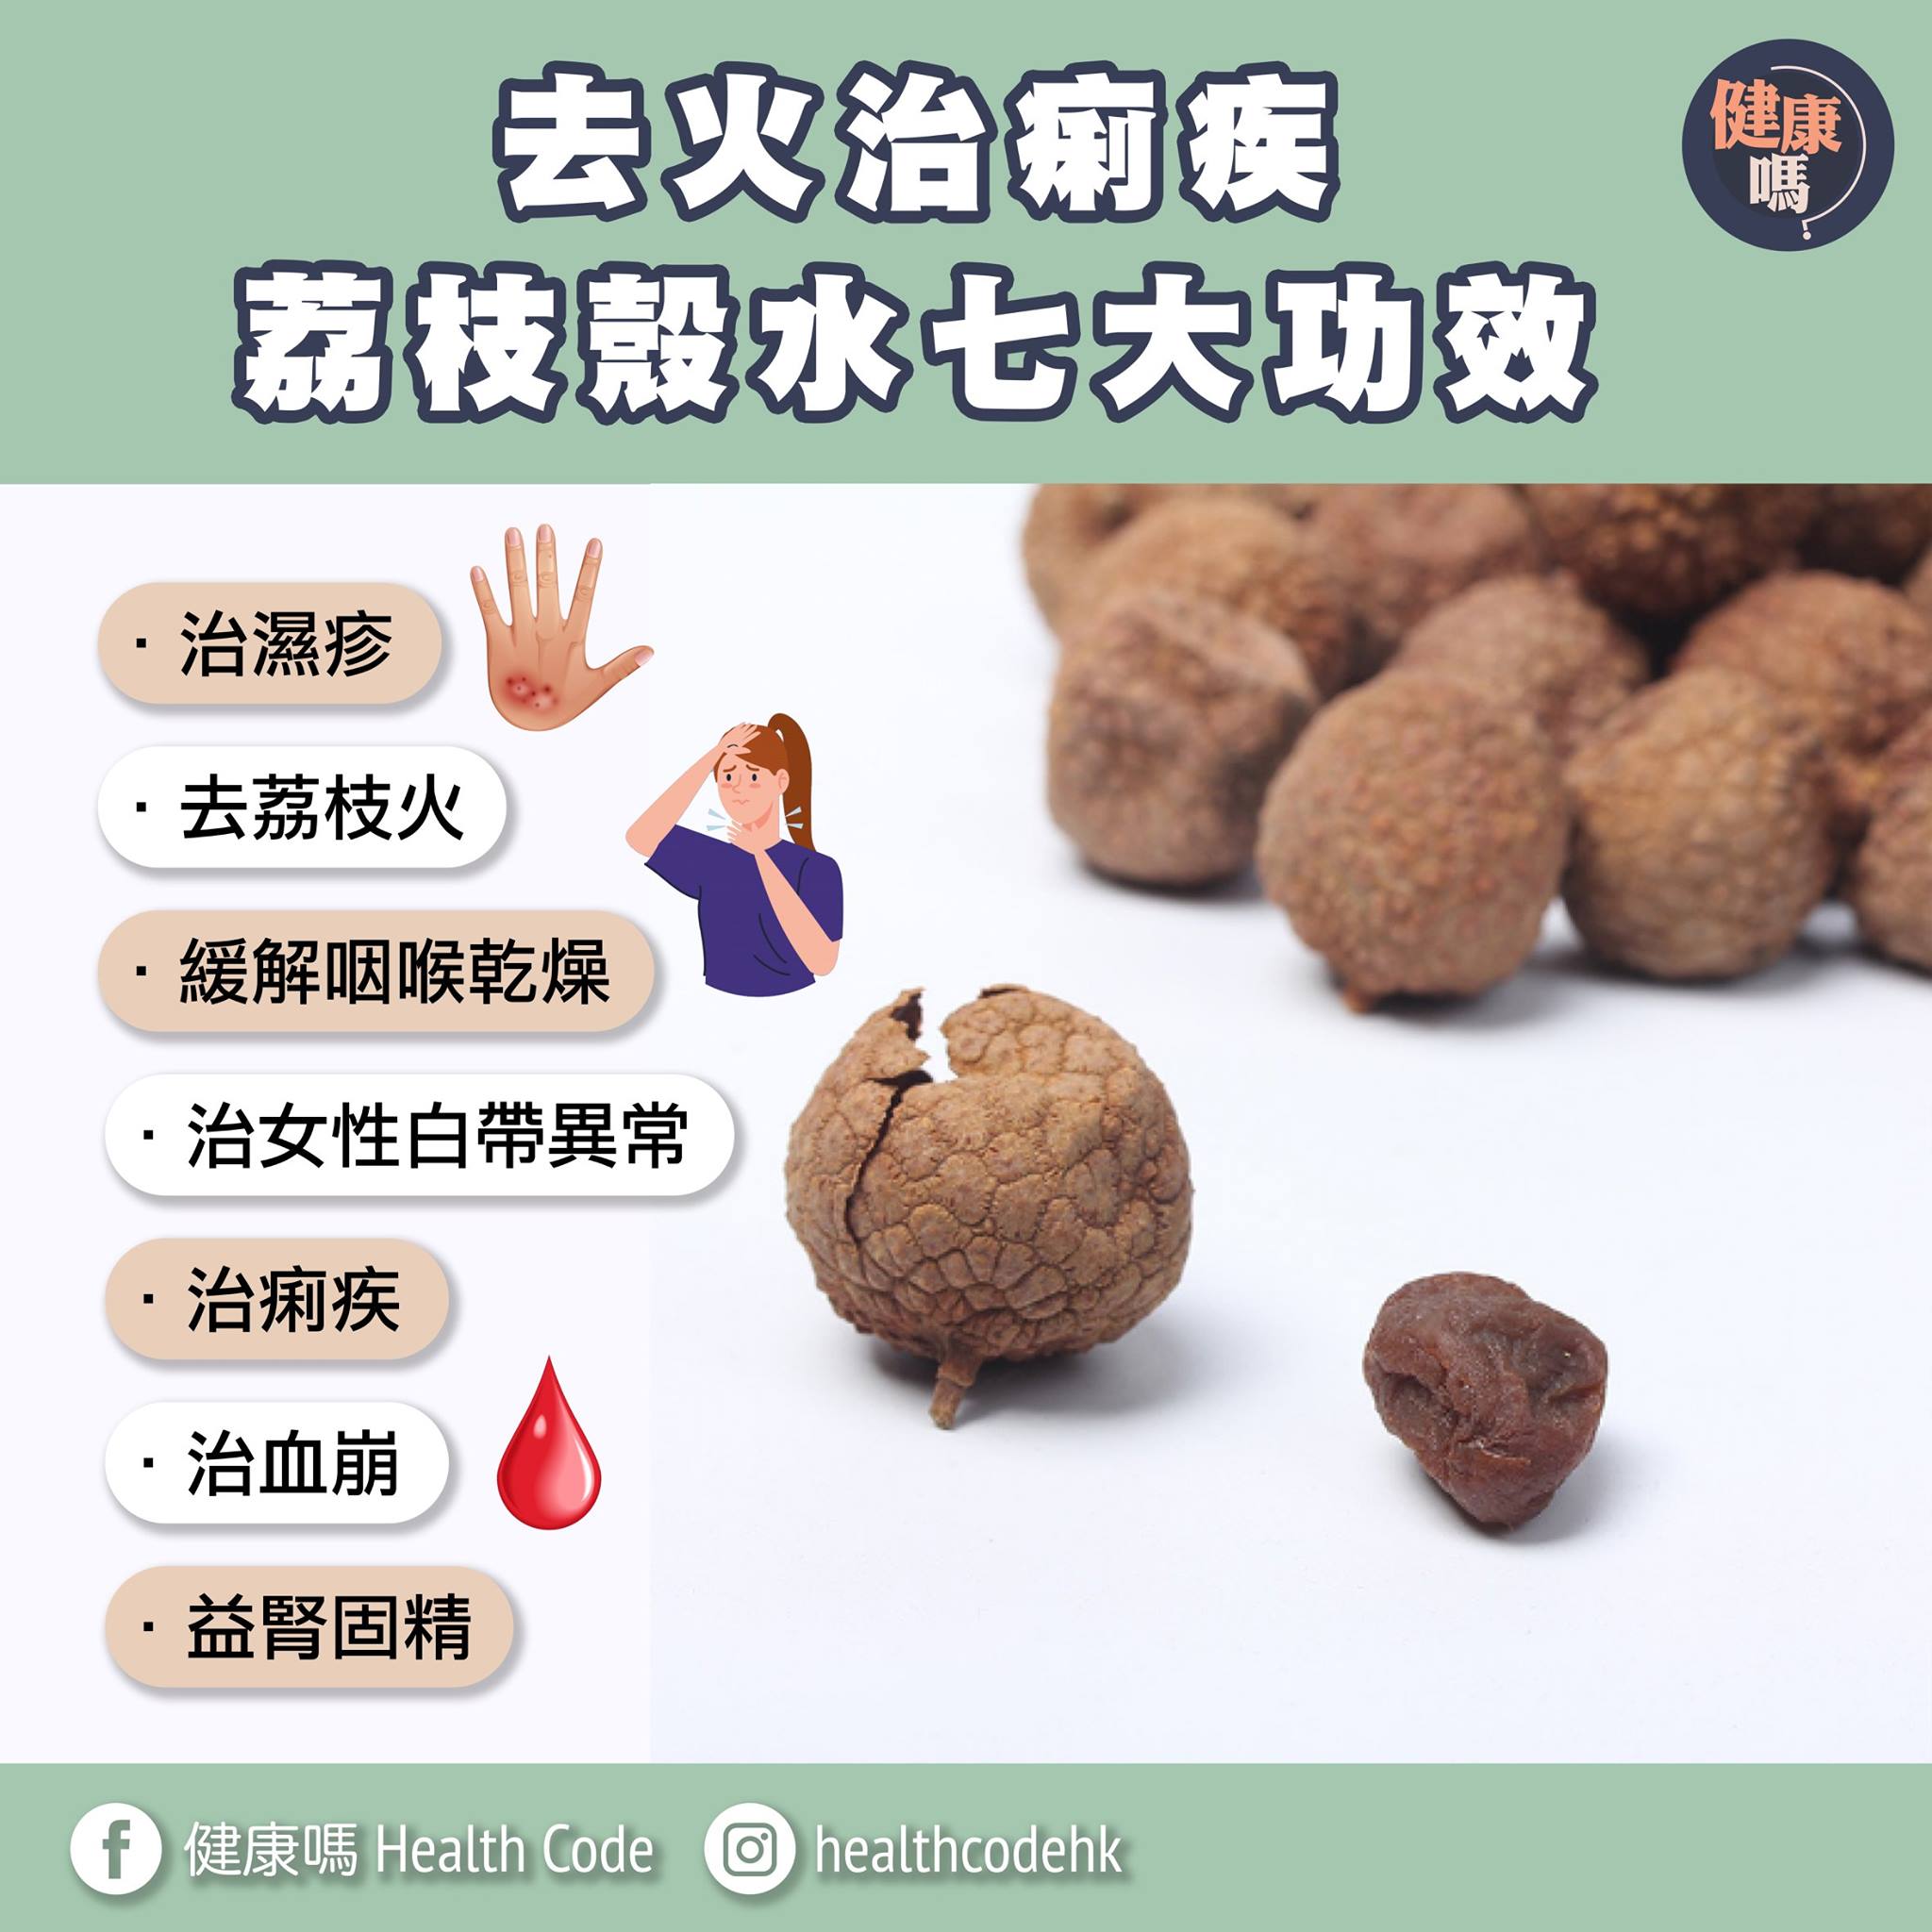 去火治痢疾
荔枝殼水七大功效
健康
嗎?
· 治濕疹
· 去荔枝火
· 緩解咽喉乾燥
· 治女性白帶異常
· 治痢疾
· 治血崩
· 益腎固精
健康嗎 Health Code
healthcodehk